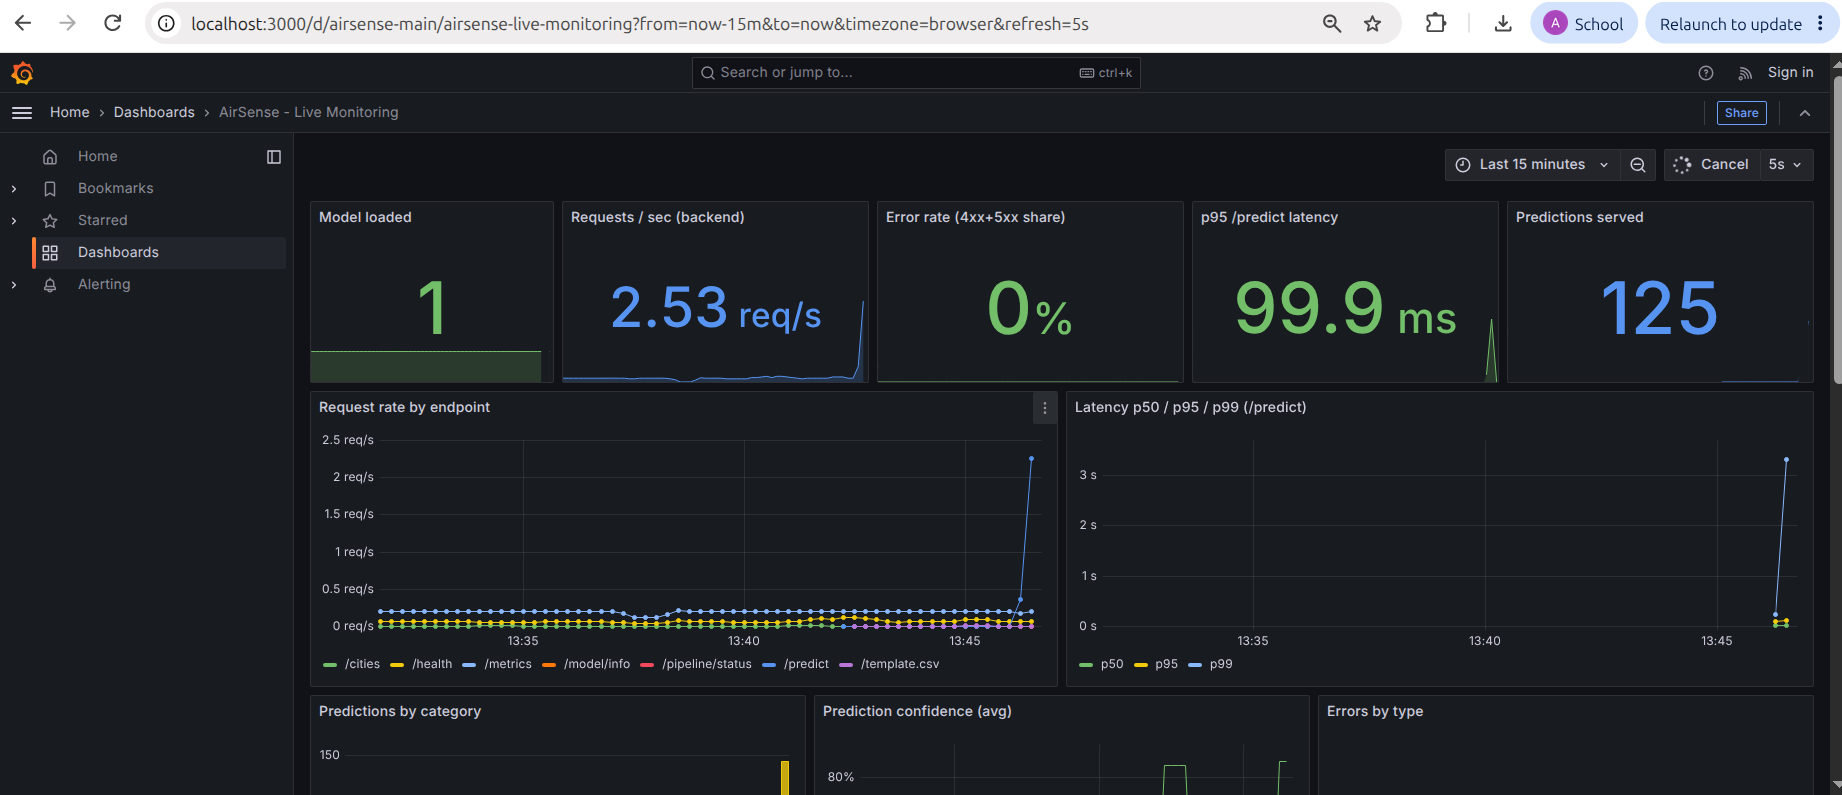 localhost:3000/d/airsense-main/airsense-live-monitoring?from=now-15m&to=now&timezone=browser&refresh=5s
A School
Relaunch to update
Search or jump to...
ctrl+k
Sign in
Home › Dashboards › AirSense - Live Monitoring
Share
Home
Bookmarks
Starred
Dashboards
Alerting
Last 15 minutes
Cancel
5s
Model loaded
1
Requests / sec (backend)
2.53 req/s
Error rate (4xx+5xx share)
0%
p95 /predict latency
99.9 ms
Predictions served
125
Request rate by endpoint
2.5 req/s
2 req/s
1.5 req/s
1 req/s
0.5 req/s
0 req/s
13:35 13:40 13:45
/cities /health /metrics /model/info /pipeline/status /predict /template.csv
Latency p50 / p95 / p99 (/predict)
3 s
2 s
1 s
0 s
13:35 13:40 13:45
p50 p95 p99
Predictions by category
150
Prediction confidence (avg)
80%
Errors by type